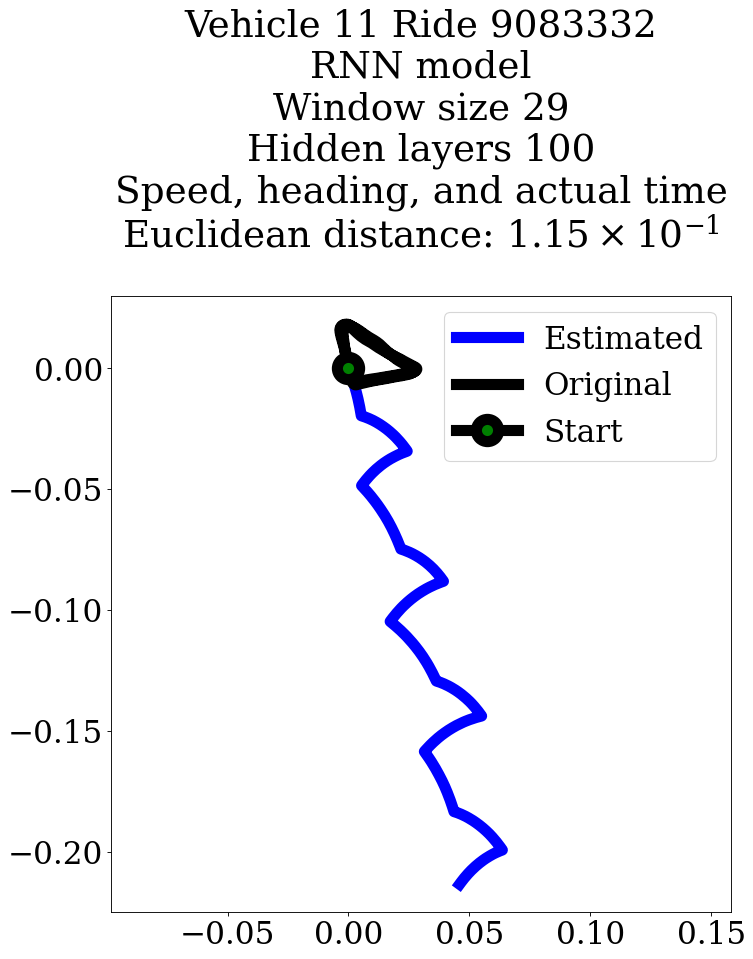 Vehicle 11 Ride 9083332
RNN model
Window size 29
Hidden layers 100
Speed, heading, and actual time
Euclidean distance: 1.15 × 10⁻¹
Estimated
Original
Start
0.00
−0.05
−0.10
−0.15
−0.20
−0.05 0.00 0.05 0.10 0.15